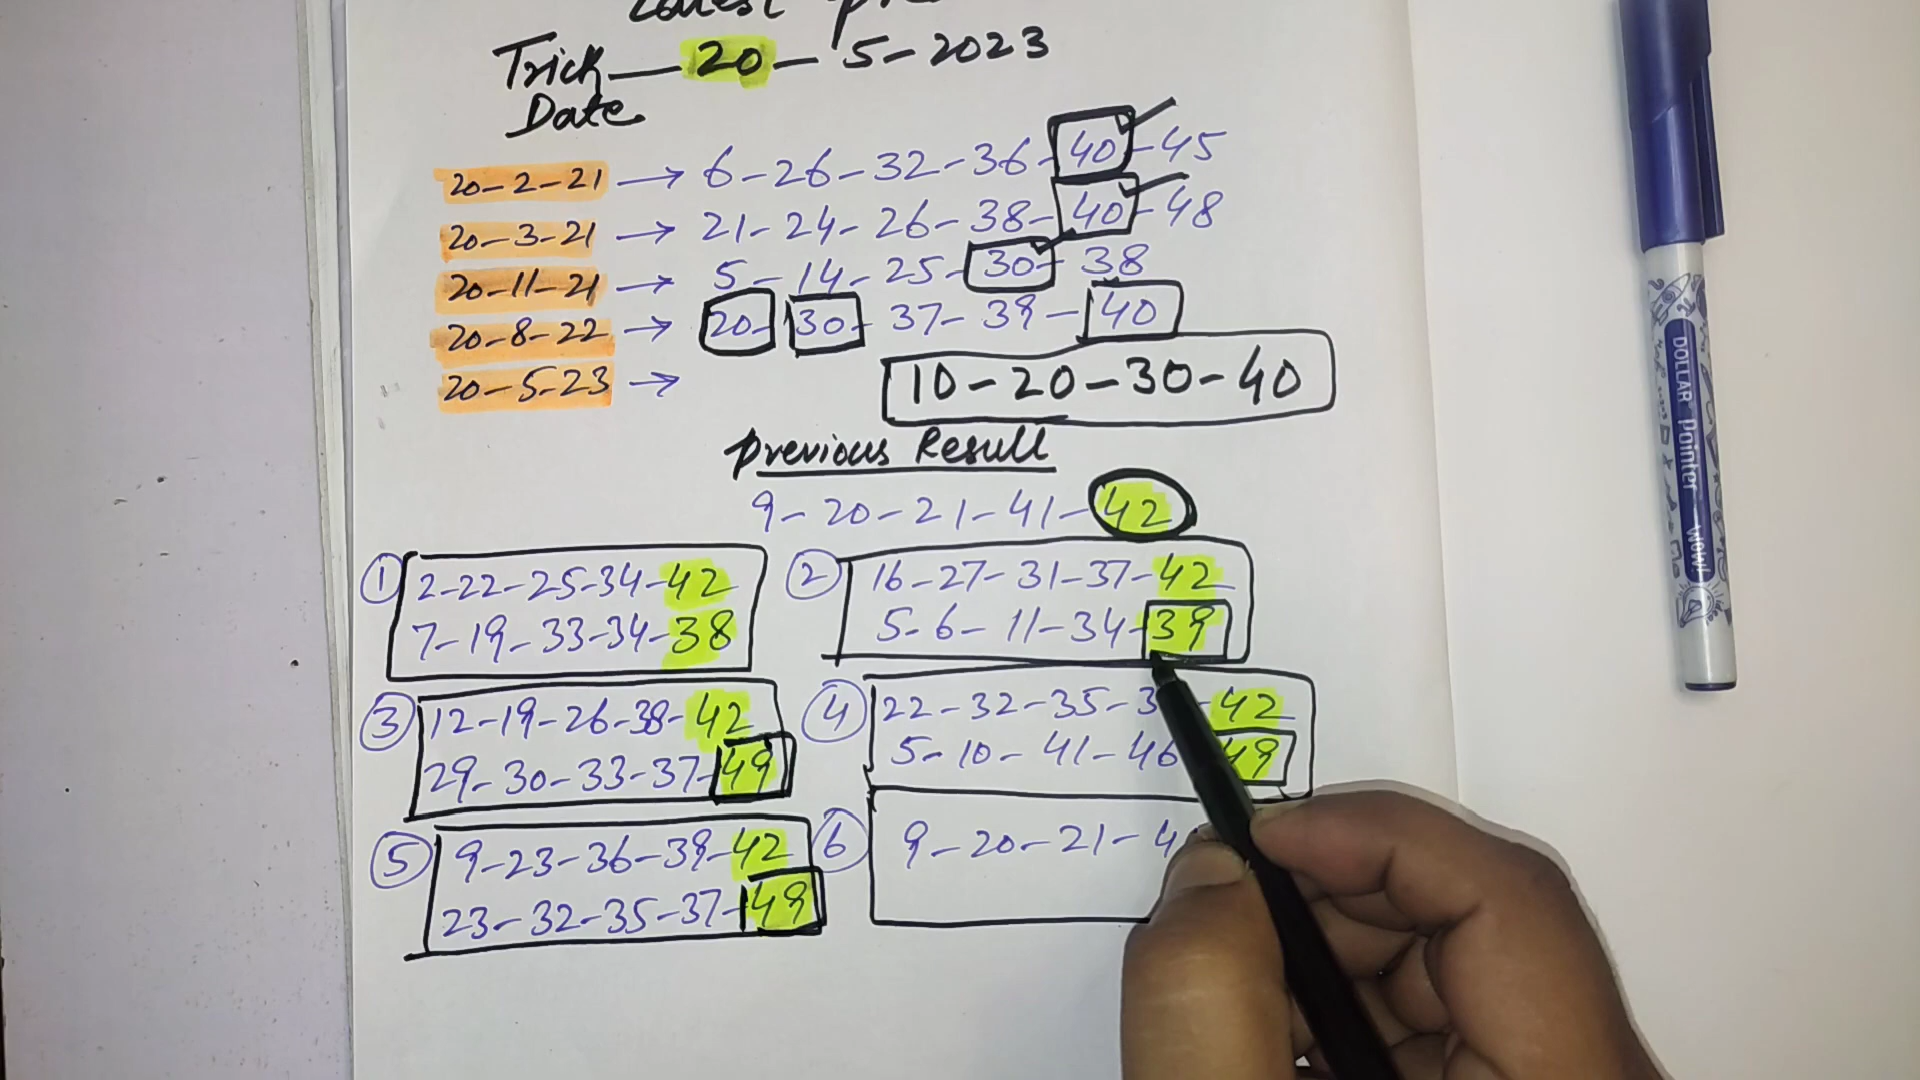 Latest
Trick — 20 - 5 - 2023
Date
20-2-21 → 6-26-32-36-40-45
20-3-21 → 21-24-26-38-40-48
20-11-21 → 5-14-25-30-38
20-8-22 → 20-30-37-39-40
20-5-23 →
10-20-30-40
Previous Result
9-20-21-41-42
① 2-22-25-34-42
7-19-33-34-38
② 16-27-31-37-42
5-6-11-34-39
③ 12-19-26-38-42
29-30-33-37-49
④ 22-32-35-3 -42
5-10-41-46 49
⑤ 9-23-36-39-42
23-32-35-37-49
⑥ 9-20-21-4
DOLLAR Pointer WOW!